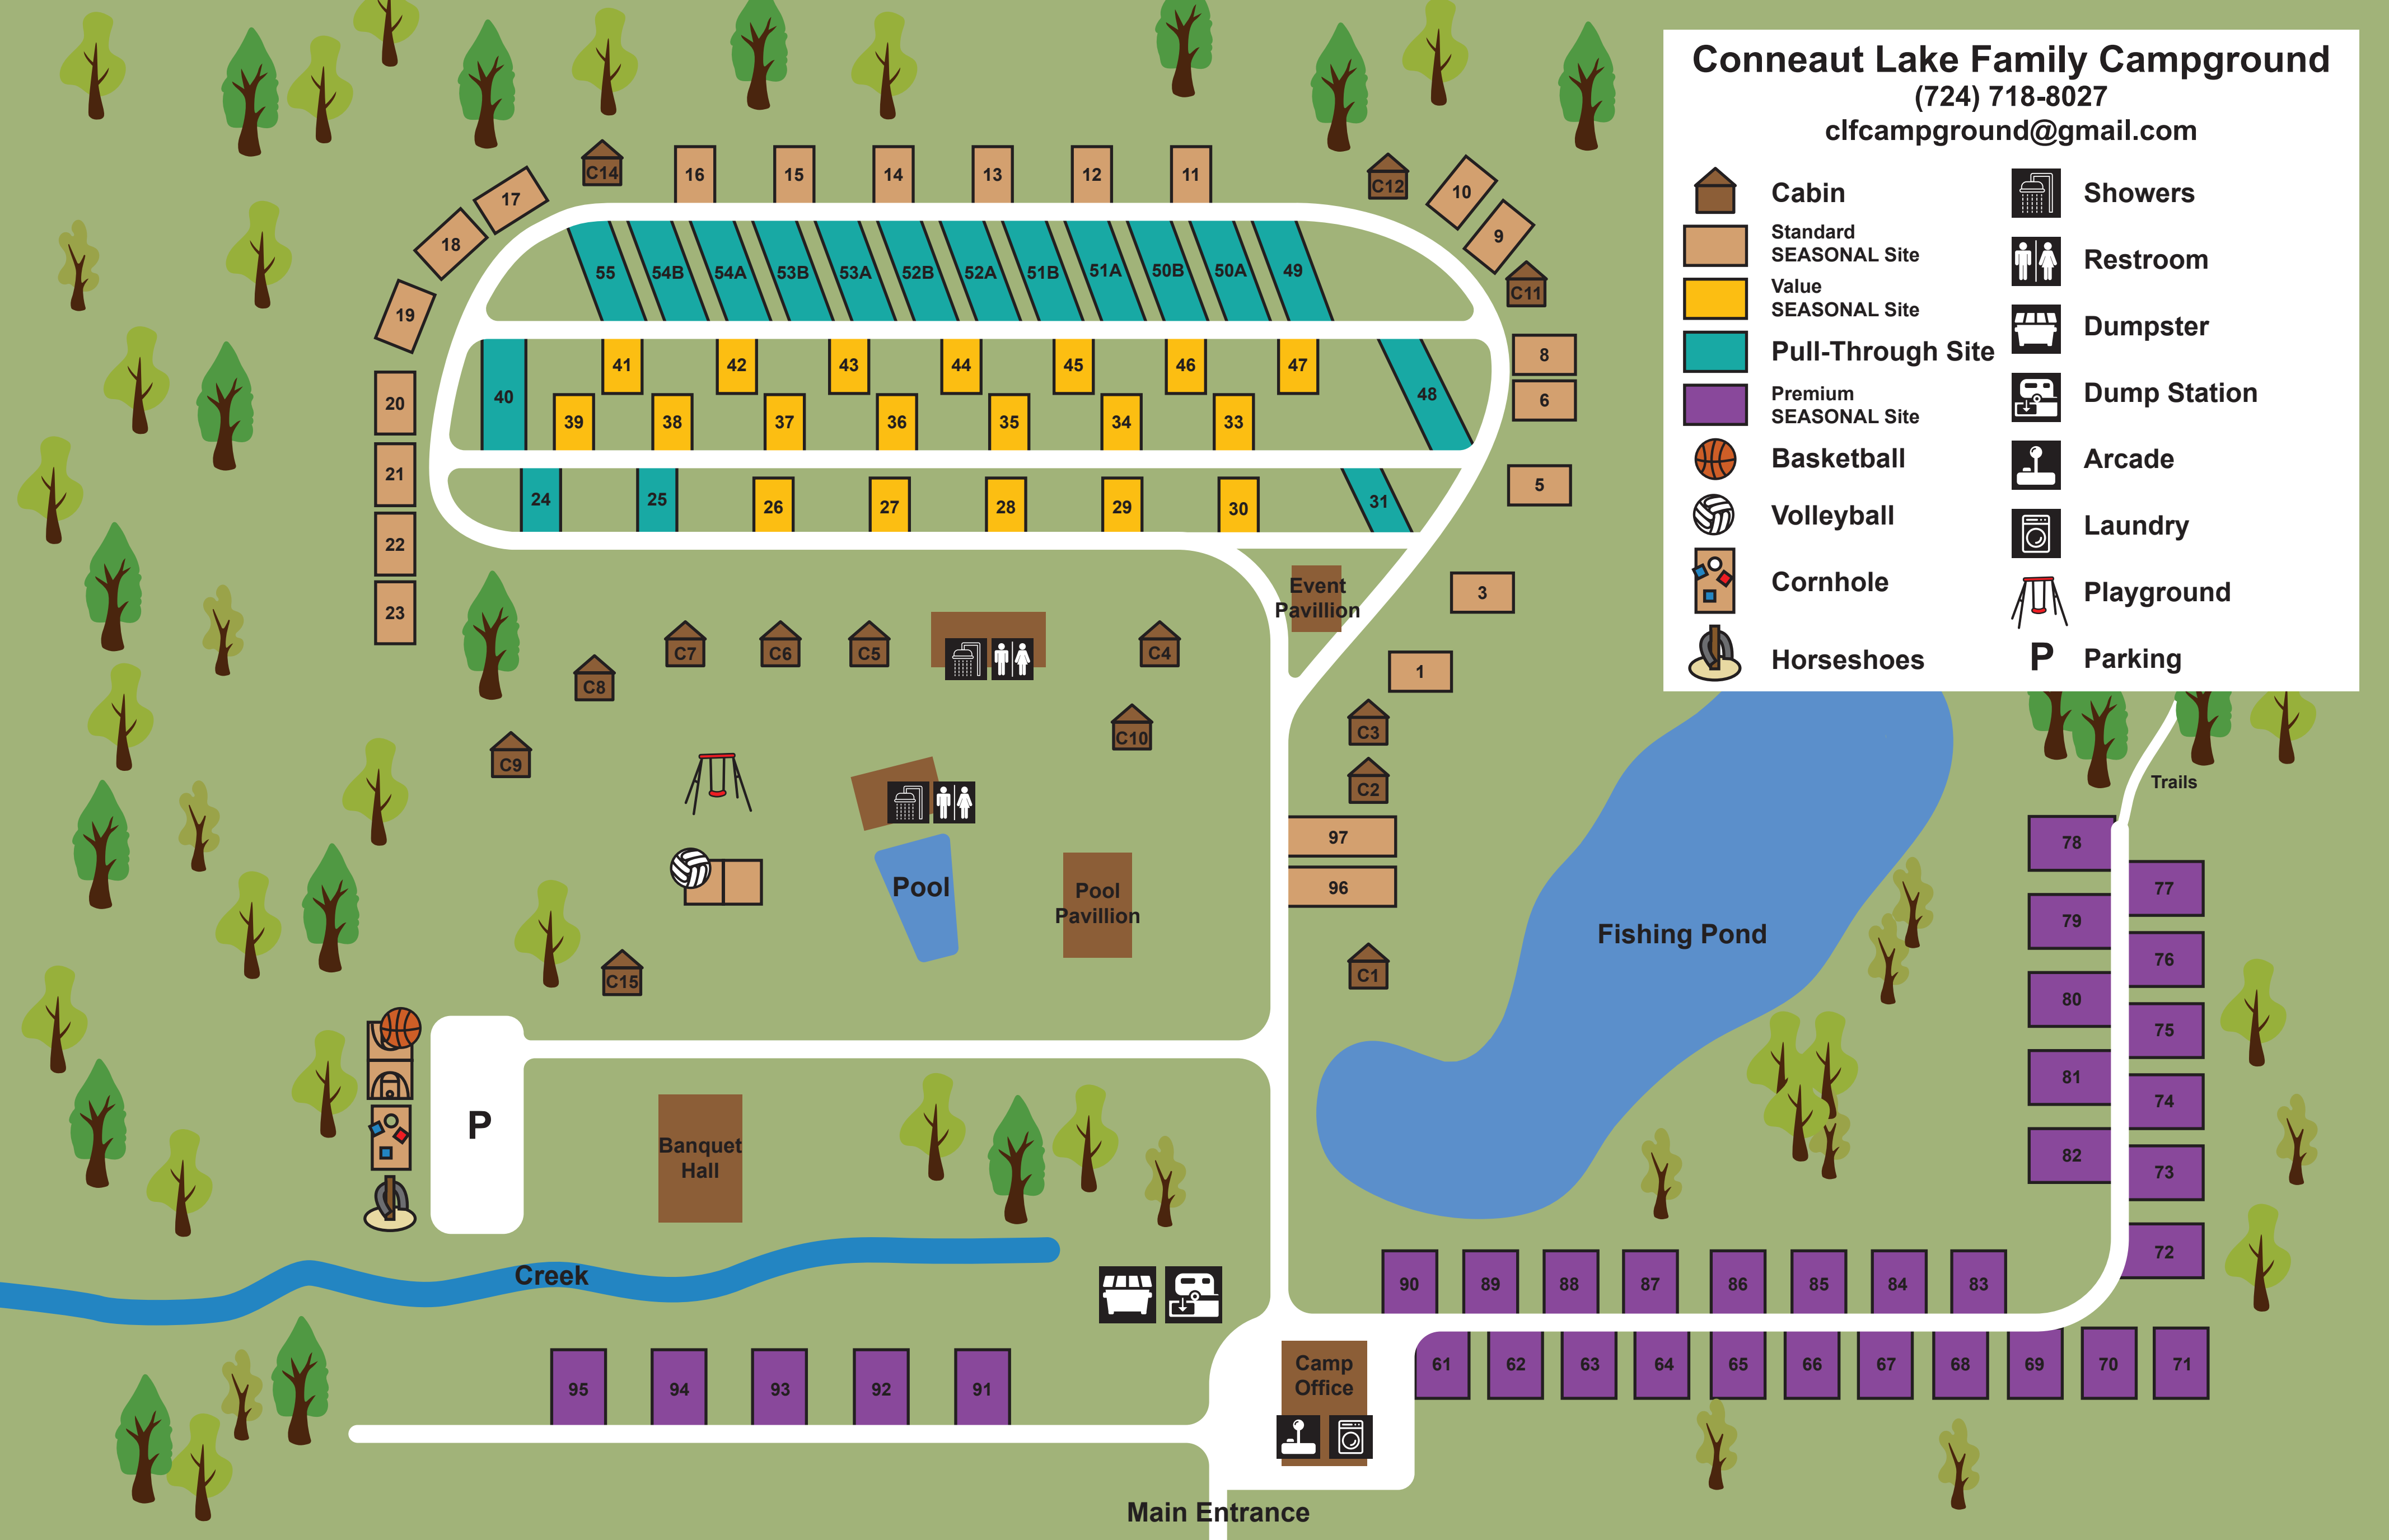 Conneaut Lake Family Campground
(724) 718-8027
clfcampground@gmail.com
Cabin
Standard
SEASONAL Site
Value
SEASONAL Site
Pull-Through Site
Premium
SEASONAL Site
Basketball
Volleyball
Cornhole
Horseshoes
Showers
Restroom
Dumpster
Dump Station
Arcade
Laundry
Playground
P Parking
C14
16
15
14
13
12
11
C12
10
9
C11
17
18
19
55
54B
54A
53B
53A
52B
52A
51B
51A
50B
50A
49
8
6
5
3
1
20
21
22
23
40
41
42
43
44
45
46
47
48
39
38
37
36
35
34
33
24
25
26
27
28
29
30
31
Event
Pavillion
C9
C8
C7
C6
C5
C4
C10
C3
C2
97
96
C1
Pool
Pool
Pavillion
C15
Fishing Pond
Trails
78
77
79
76
80
75
81
74
82
73
72
P
Banquet
Hall
Creek
90
89
88
87
86
85
84
83
61
62
63
64
65
66
67
68
69
70
71
95
94
93
92
91
Camp
Office
Main Entrance